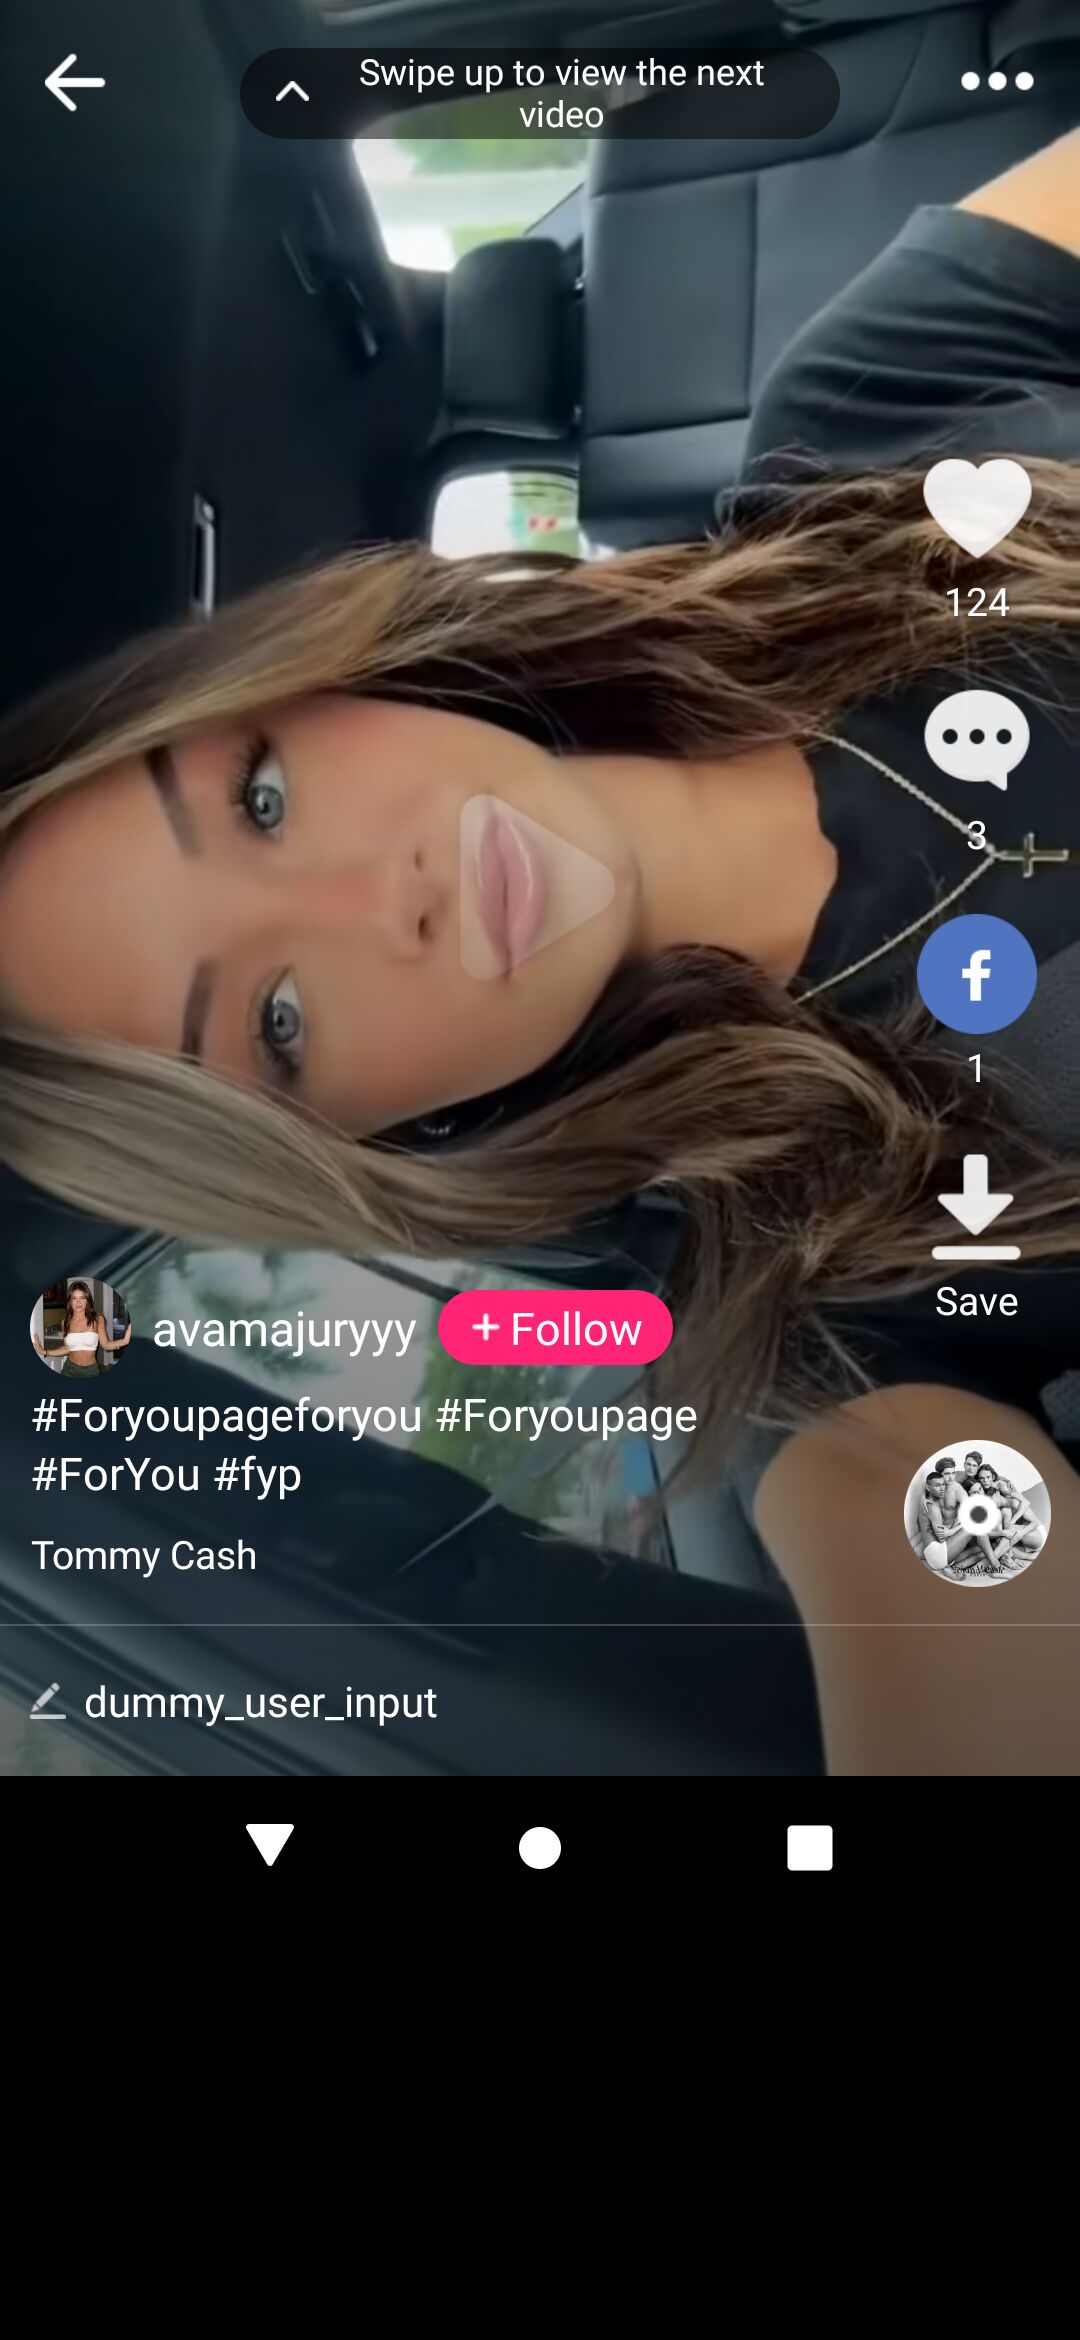 Swipe up to view the next
video
124
3
1
Save
avamajuryyy
+ Follow
#Foryoupageforyou #Foryoupage
#ForYou #fyp
Tommy Cash
dummy_user_input